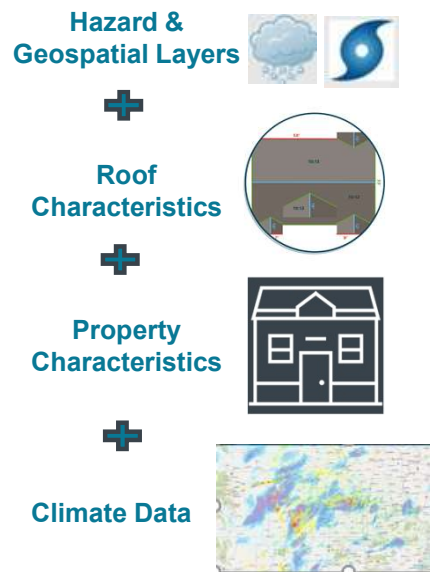 Hazard &
Geospatial Layers
Roof
Characteristics
Property
Characteristics
Climate Data